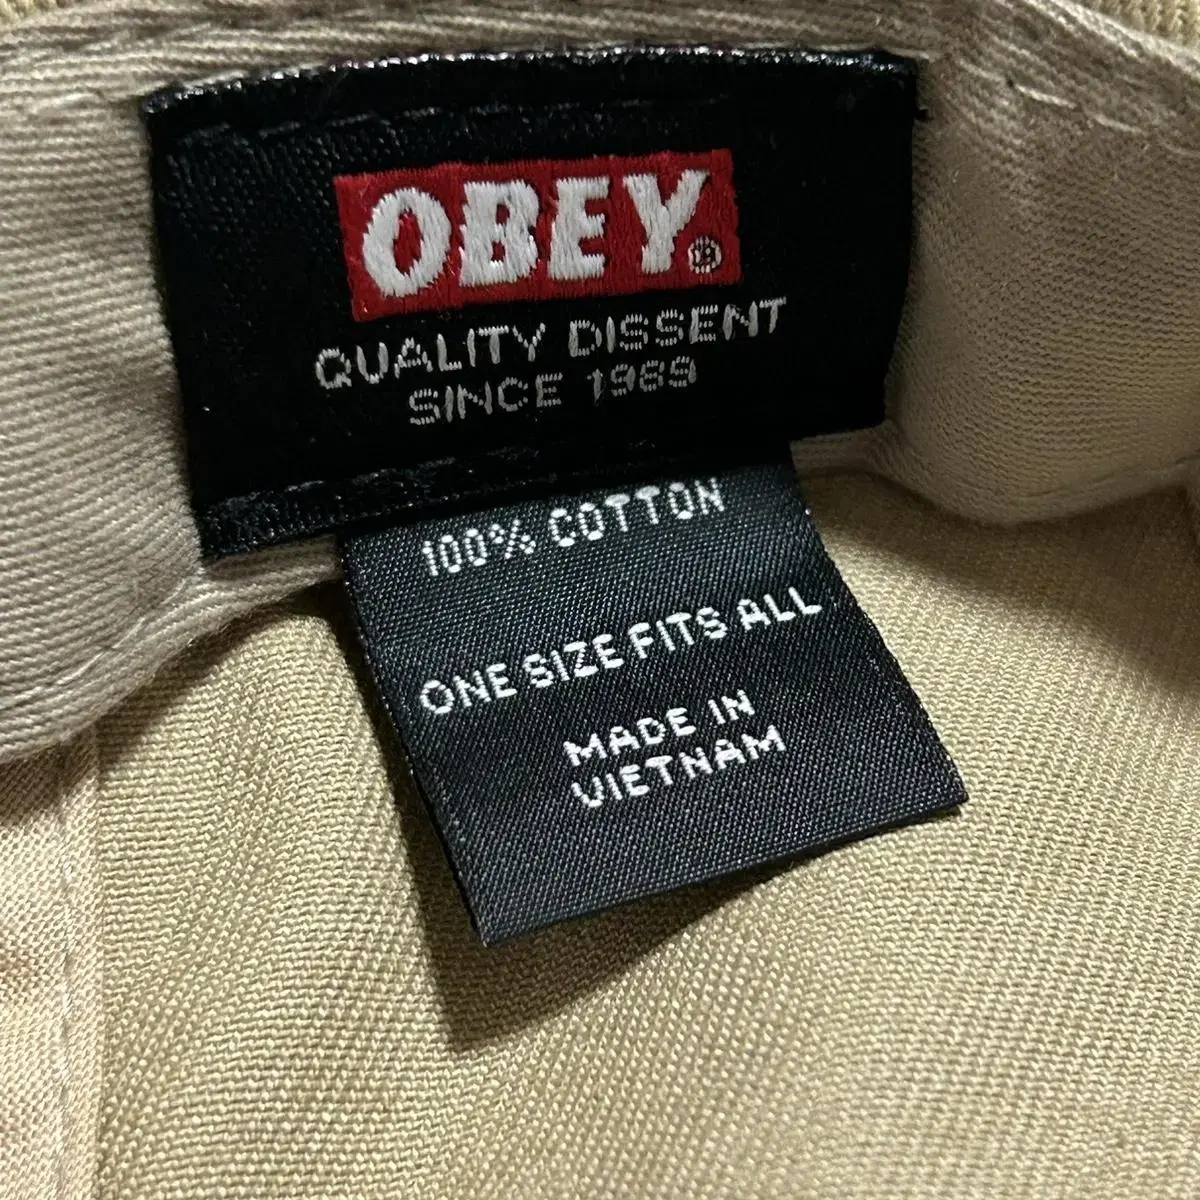 OBEY®
QUALITY DISSENT
SINCE 1989
100% COTTON
ONE SIZE FITS ALL
MADE IN
VIETNAM